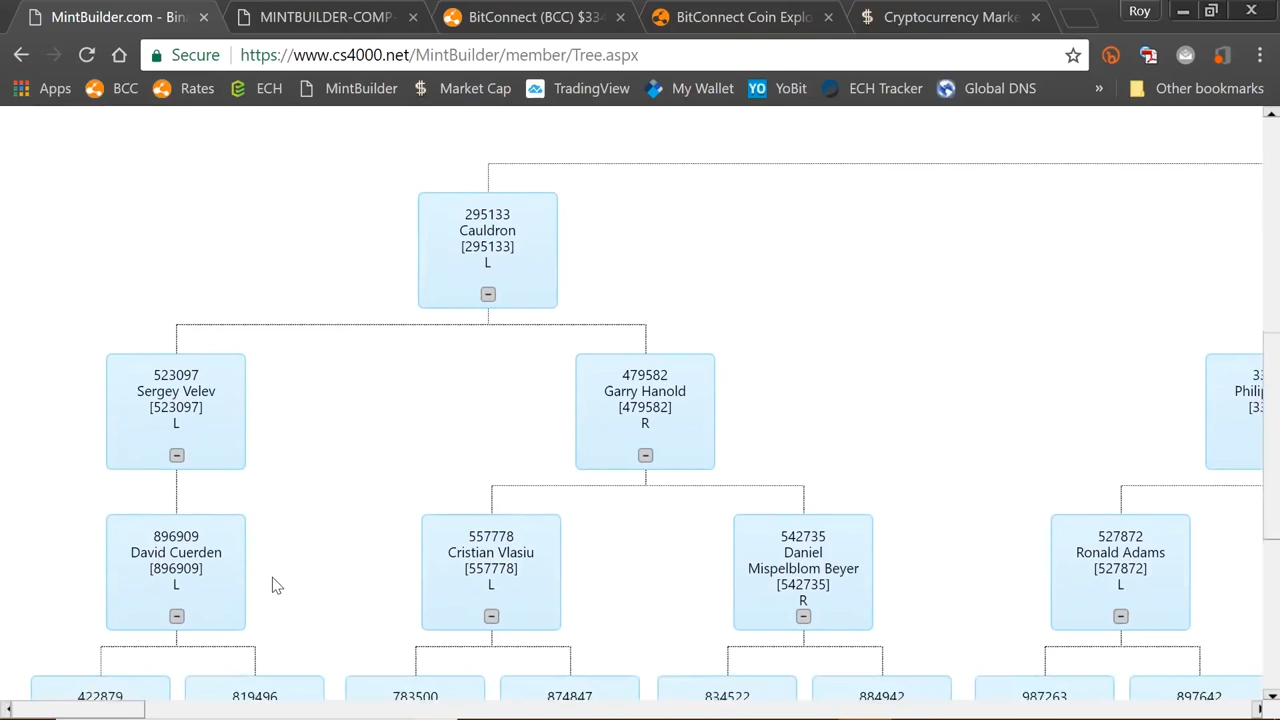 MintBuilder.com - Bin
MINTBUILDER-COMP
BitConnect (BCC) $334
BitConnect Coin Explo
Cryptocurrency Marke
Roy
Secure
https://www.cs4000.net/MintBuilder/member/Tree.aspx
Apps
BCC
Rates
ECH
MintBuilder
$ Market Cap
TradingView
My Wallet
YO YoBit
ECH Tracker
Global DNS
»
Other bookmarks
295133
Cauldron
[295133]
L
523097
Sergey Velev
[523097]
L
479582
Garry Hanold
[479582]
R
33
Philip
[33
896909
David Cuerden
[896909]
L
557778
Cristian Vlasiu
[557778]
L
542735
Daniel
Mispelblom Beyer
[542735]
R
527872
Ronald Adams
[527872]
L
422879
819496
783500
874847
834522
884942
987263
897642